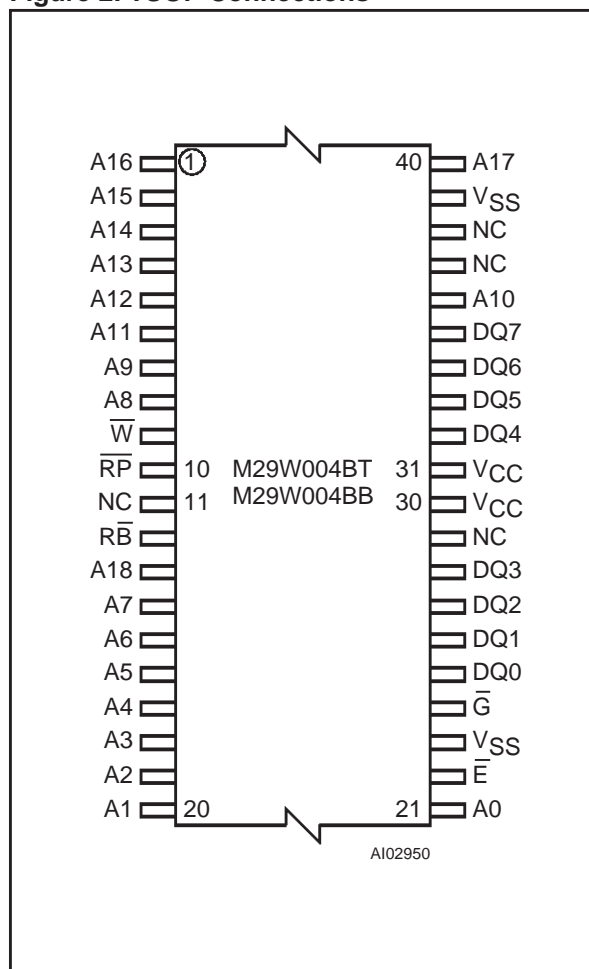 Figure 2. TSOP Connections
A16 1 40 A17
A15 VSS
A14 NC
A13 NC
A12 A10
A11 DQ7
A9 DQ6
A8 DQ5
W̅ DQ4
R̅P̅ 10 M29W004BT 31 VCC
NC 11 M29W004BB 30 VCC
RB̅ NC
A18 DQ3
A7 DQ2
A6 DQ1
A5 DQ0
A4 G̅
A3 VSS
A2 E̅
A1 20 21 A0
AI02950